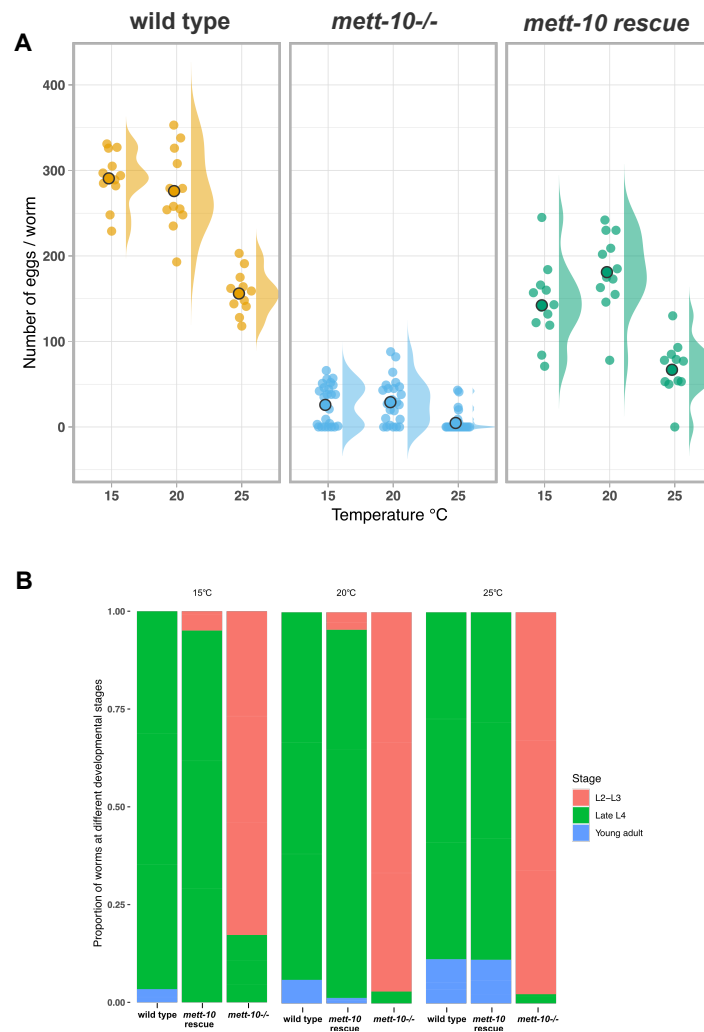 wild type
mett-10-/-
mett-10 rescue
A
Number of eggs / worm
400
300
200
100
0
15
20
25
15
20
25
15
20
25
Temperature °C
B
15°C
20°C
25°C
Proportion of worms at different developmental stages
1.00
0.75
0.50
0.25
0.00
wild type
mett-10
rescue
mett-10-/-
wild type
mett-10
rescue
mett-10-/-
wild type
mett-10
rescue
mett-10-/-
Stage
L2–L3
Late L4
Young adult